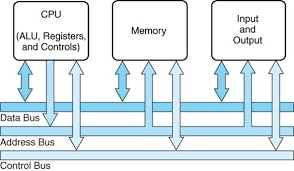 CPU
(ALU, Registers,
and Controls)
Memory
Input
and
Output
Data Bus
Address Bus
Control Bus